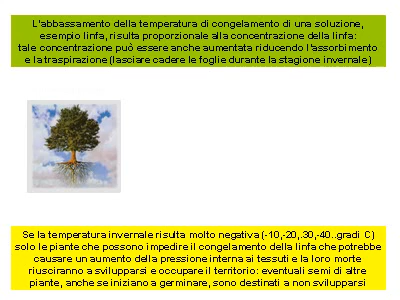 L'abbassamento della temperatura di congelamento di una soluzione,
esempio linfa, risulta proporzionale alla concentrazione della linfa:
tale concentrazione può essere anche aumentata riducendo l'assorbimento
e la traspirazione (lasciare cadere le foglie durante la stagione invernale)
Se la temperatura invernale risulta molto negativa (-10,-20,.30,-40..gradi C)
solo le piante che possono impedire il congelamento della linfa che potrebbe
causare un aumento della pressione interna ai tessuti e la loro morte
riusciranno a svilupparsi e occupare il territorio: eventuali semi di altre
piante, anche se iniziano a germinare, sono destinati a non svilupparsi